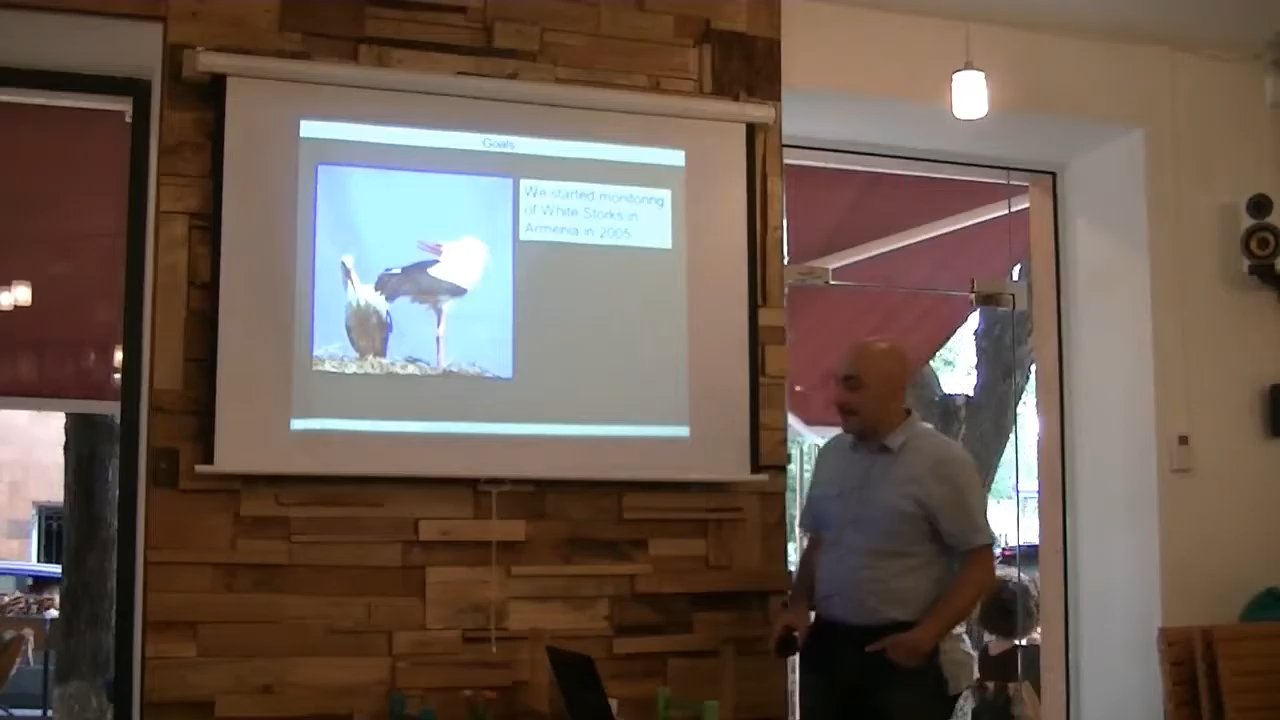 Goals
We started monitoring
of White Storks in
Armenia in 2005